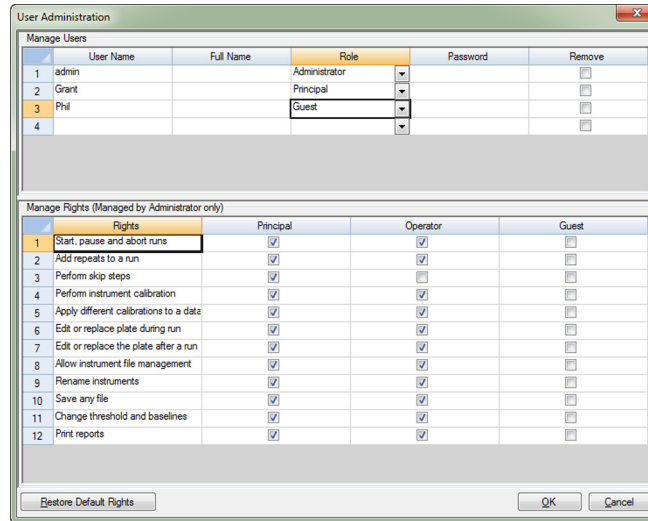 User Administration
Manage Users
User Name Full Name Role Password Remove
1 admin Administrator
2 Grant Principal
3 Phil Guest
4
Manage Rights (Managed by Administrator only)
Rights Principal Operator Guest
1 Start, pause and abort runs
2 Add repeats to a run
3 Perform skip steps
4 Perform instrument calibration
5 Apply different calibrations to a data
6 Edit or replace plate during run
7 Edit or replace the plate after a run
8 Allow instrument file management
9 Rename instruments
10 Save any file
11 Change threshold and baselines
12 Print reports
Restore Default Rights OK Cancel